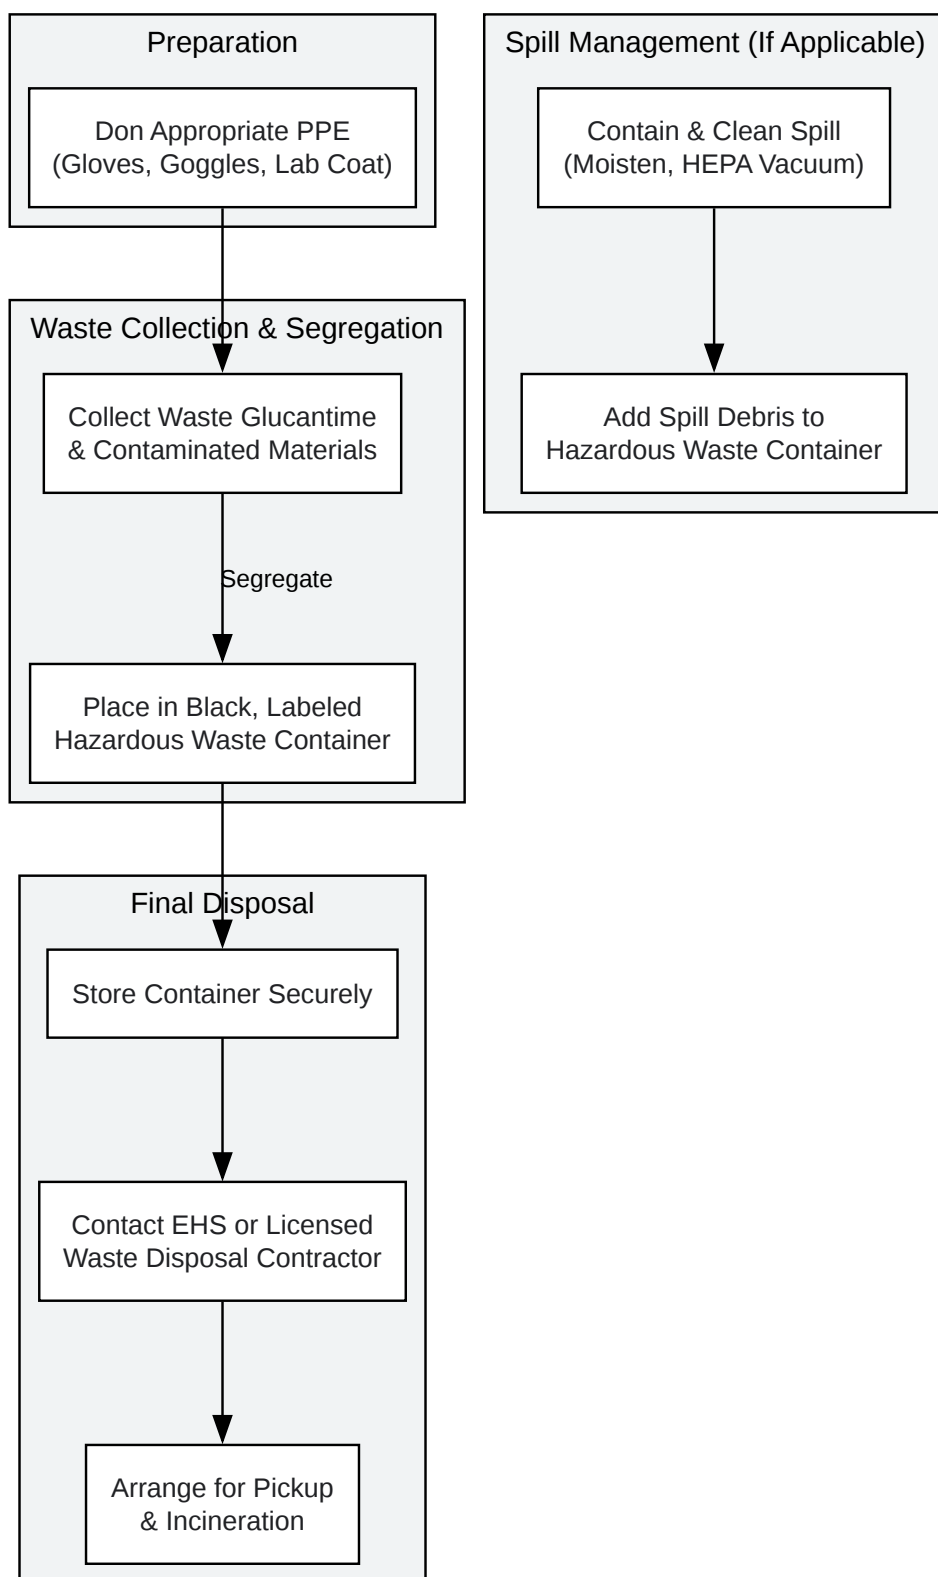 Preparation
Don Appropriate PPE
(Gloves, Goggles, Lab Coat)
Waste Collection & Segregation
Collect Waste Glucantime
& Contaminated Materials
Segregate
Place in Black, Labeled
Hazardous Waste Container
Final Disposal
Store Container Securely
Contact EHS or Licensed
Waste Disposal Contractor
Arrange for Pickup
& Incineration
Spill Management (If Applicable)
Contain & Clean Spill
(Moisten, HEPA Vacuum)
Add Spill Debris to
Hazardous Waste Container